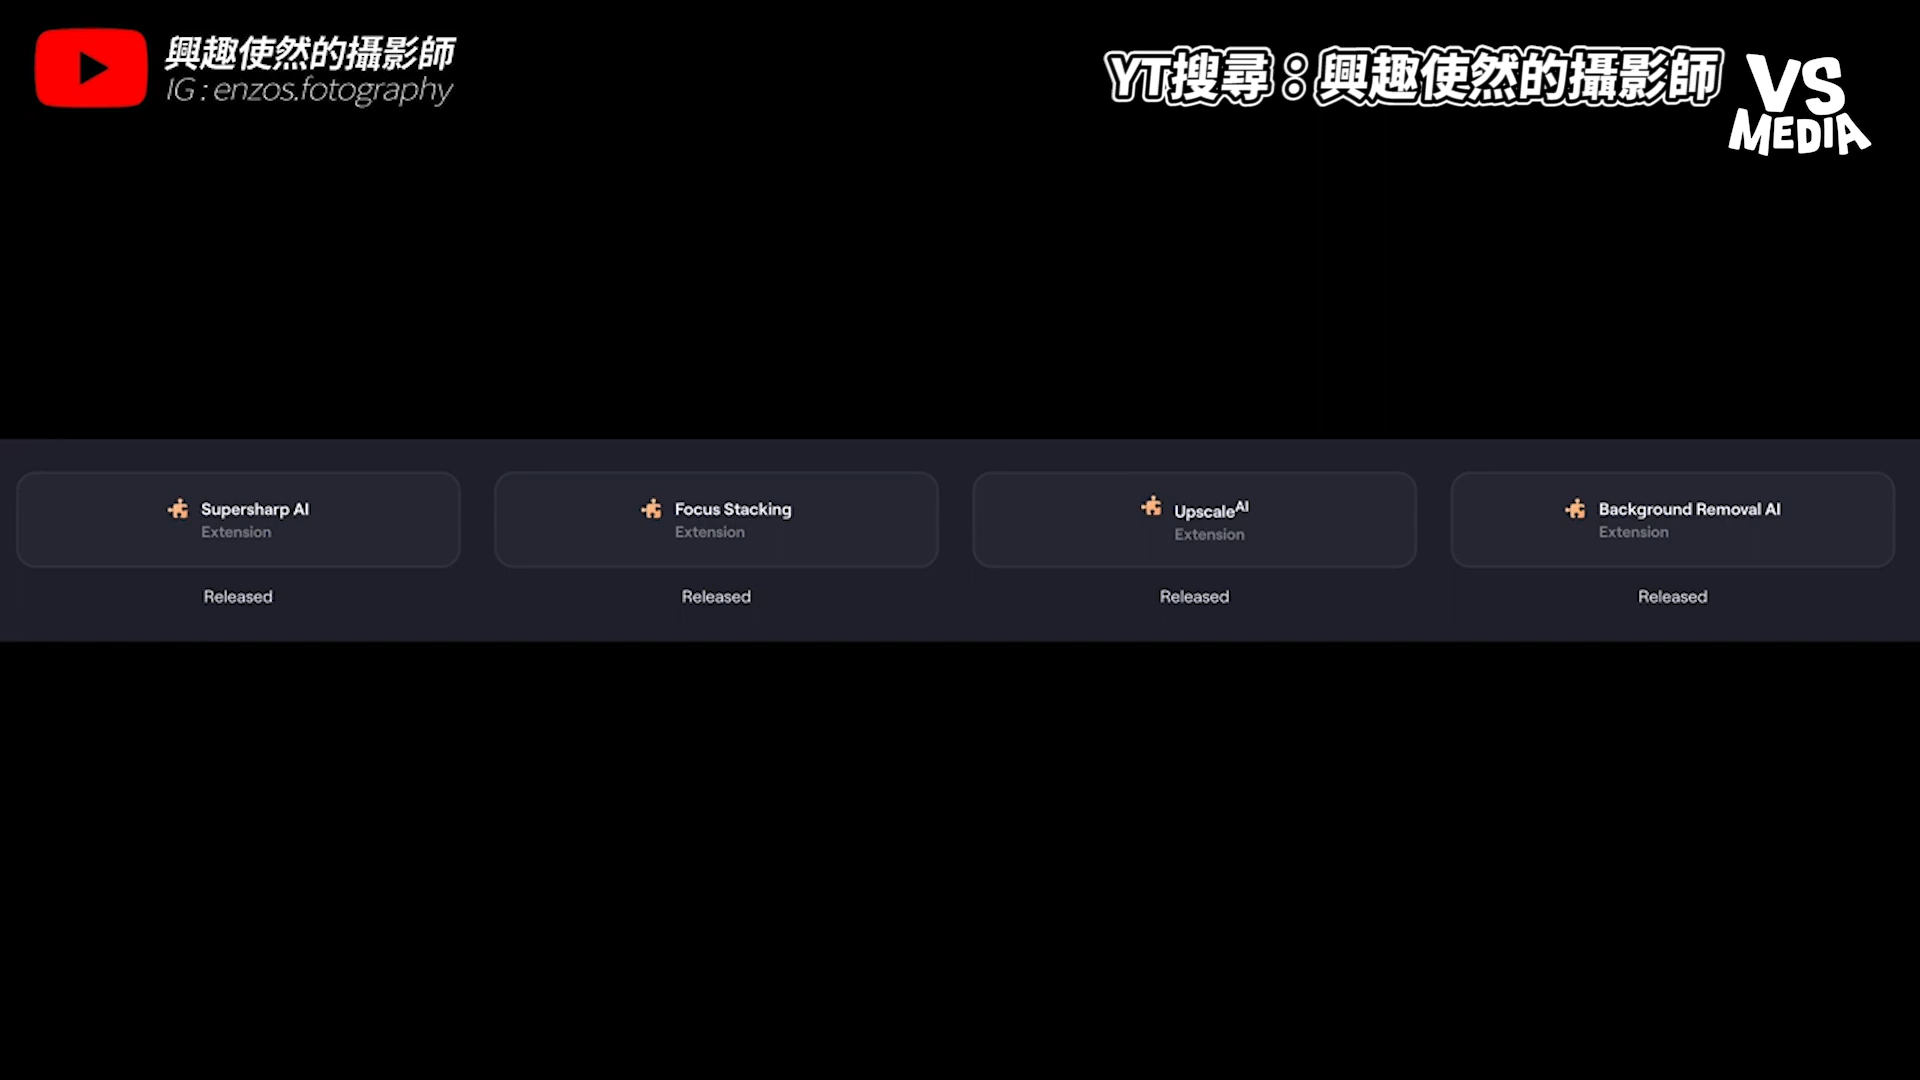 興趣使然的攝影師
IG : enzos.fotography
YT搜尋：興趣使然的攝影師
VS
MEDIA
Supersharp AI
Extension
Released
Focus Stacking
Extension
Released
UpscaleAI
Extension
Released
Background Removal AI
Extension
Released